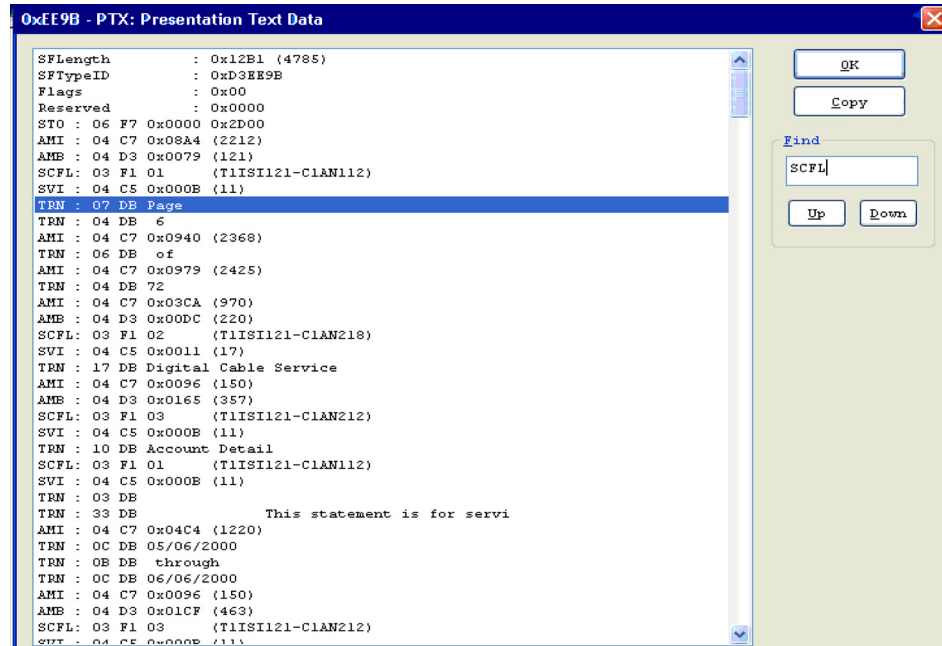 0xEE9B - PTX: Presentation Text Data
SFLength : 0x12B1 (4785)
SFTypeID : 0xD3EE9B
Flags : 0x00
Reserved : 0x0000
STO : 06 F7 0x0000 0x2D00
AMI : 04 C7 0x08A4 (2212)
AMB : 04 D3 0x0079 (121)
SCFL: 03 F1 01 (T1ISI121-C1AN112)
SVI : 04 C5 0x000B (11)
TRN : 07 DB Page
TRN : 04 DB 6
AMI : 04 C7 0x0940 (2368)
TRN : 06 DB of
AMI : 04 C7 0x0979 (2425)
TRN : 04 DB 72
AMI : 04 C7 0x03CA (970)
AMB : 04 D3 0x00DC (220)
SCFL: 03 F1 02 (T1ISI121-C1AN218)
SVI : 04 C5 0x0011 (17)
TRN : 17 DB Digital Cable Service
AMI : 04 C7 0x0096 (150)
AMB : 04 D3 0x0165 (357)
SCFL: 03 F1 03 (T1ISI121-C1AN212)
SVI : 04 C5 0x000B (11)
TRN : 10 DB Account Detail
SCFL: 03 F1 01 (T1ISI121-C1AN112)
SVI : 04 C5 0x000B (11)
TRN : 03 DB
TRN : 33 DB This statement is for servi
AMI : 04 C7 0x04C4 (1220)
TRN : 0C DB 05/06/2000
TRN : 0B DB through
TRN : 0C DB 06/06/2000
AMI : 04 C7 0x0096 (150)
AMB : 04 D3 0x01CF (463)
SCFL: 03 F1 03 (T1ISI121-C1AN212)
SVI : 04 C5 0x000B (11)
OK
Copy
Find
SCFL
Up Down